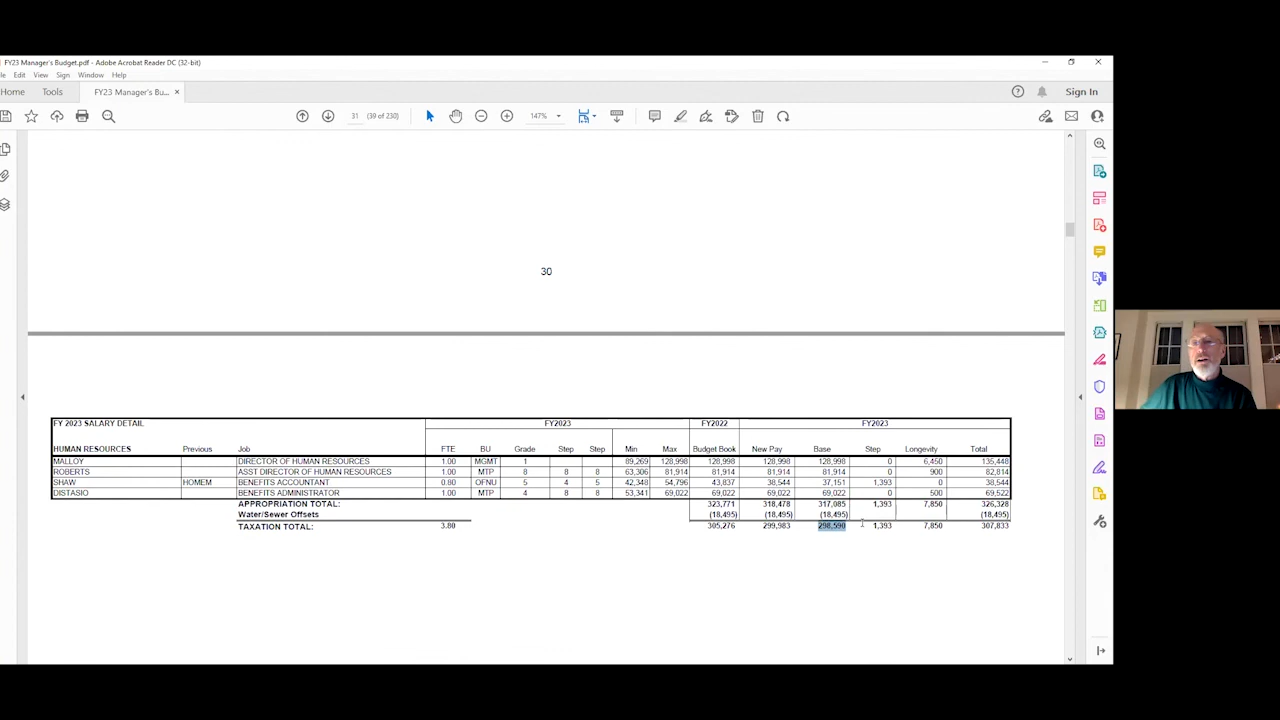 FY23 Manager's Budget.pdf - Adobe Acrobat Reader DC (32-bit)
le Edit View Sign Window Help
Home Tools FY23 Manager's Bu... × Sign In
31 (39 of 230) 147%
30
FY 2023 SALARY DETAIL FY2023 FY2022 FY2023
HUMAN RESOURCES Previous Job FTE BU Grade Step Step Min Max Budget Book New Pay Base Step Longevity Total
MALLOY DIRECTOR OF HUMAN RESOURCES 1.00 MGMT 1 89,269 128,998 128,998 128,998 128,998 0 6,450 135,448
ROBERTS ASST DIRECTOR OF HUMAN RESOURCES 1.00 MTP 8 8 8 63,306 81,914 81,914 81,914 81,914 0 900 82,814
SHAW HOMEM BENEFITS ACCOUNTANT 0.80 OFNU 5 4 5 42,348 54,796 43,837 38,544 37,151 1,393 0 38,544
DISTASIO BENEFITS ADMINISTRATOR 1.00 MTP 4 8 8 53,341 69,022 69,022 69,022 69,022 0 500 69,522
APPROPRIATION TOTAL: 323,771 318,478 317,085 1,393 7,850 326,328
Water/Sewer Offsets (18,495) (18,495) (18,495) (18,495)
TAXATION TOTAL: 3.80 305,276 299,983 298,590 1,393 7,850 307,833